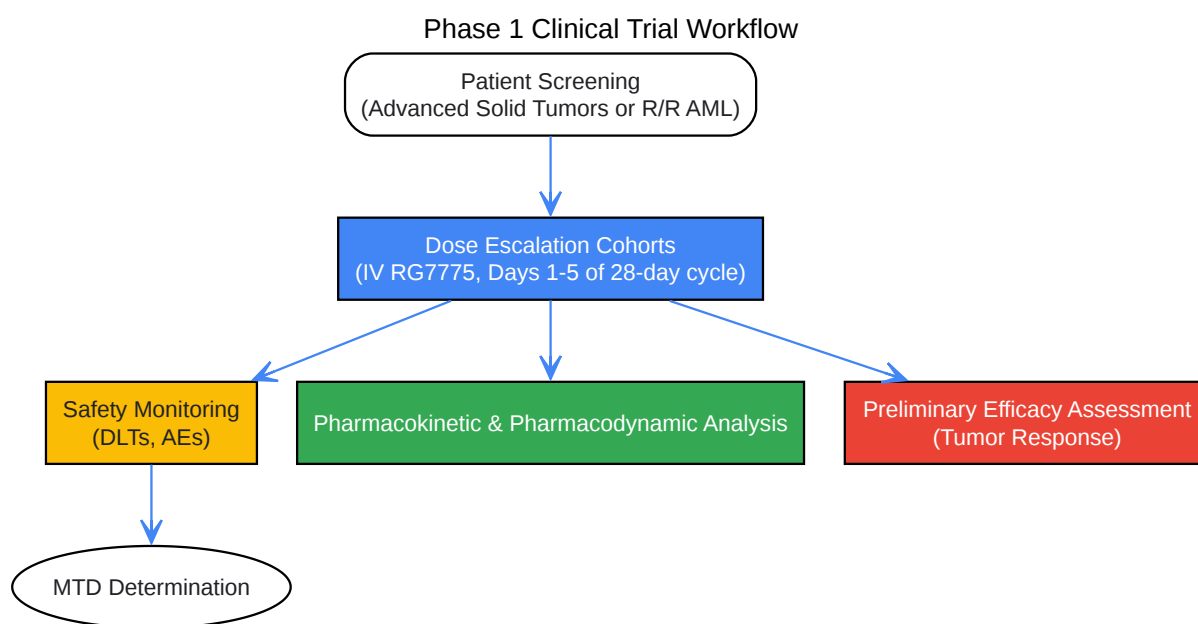 Phase 1 Clinical Trial Workflow
Patient Screening
(Advanced Solid Tumors or R/R AML)
Dose Escalation Cohorts
(IV RG7775, Days 1-5 of 28-day cycle)
Safety Monitoring
(DLTs, AEs)
Pharmacokinetic & Pharmacodynamic Analysis
Preliminary Efficacy Assessment
(Tumor Response)
MTD Determination